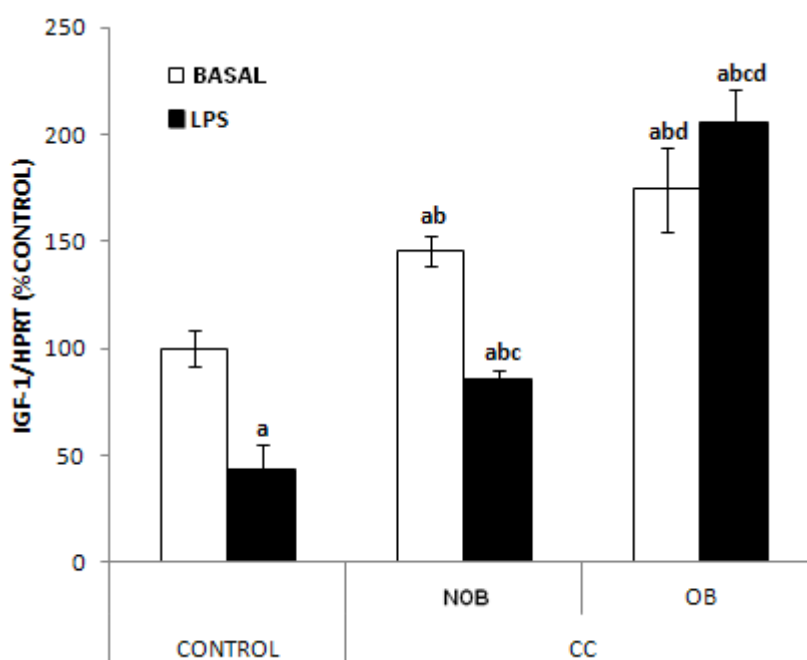 IGF-1/HPRT (%CONTROL)
250
200
150
100
50
0
BASAL
LPS
a
ab
abc
abd
abcd
NOB
OB
CONTROL
CC